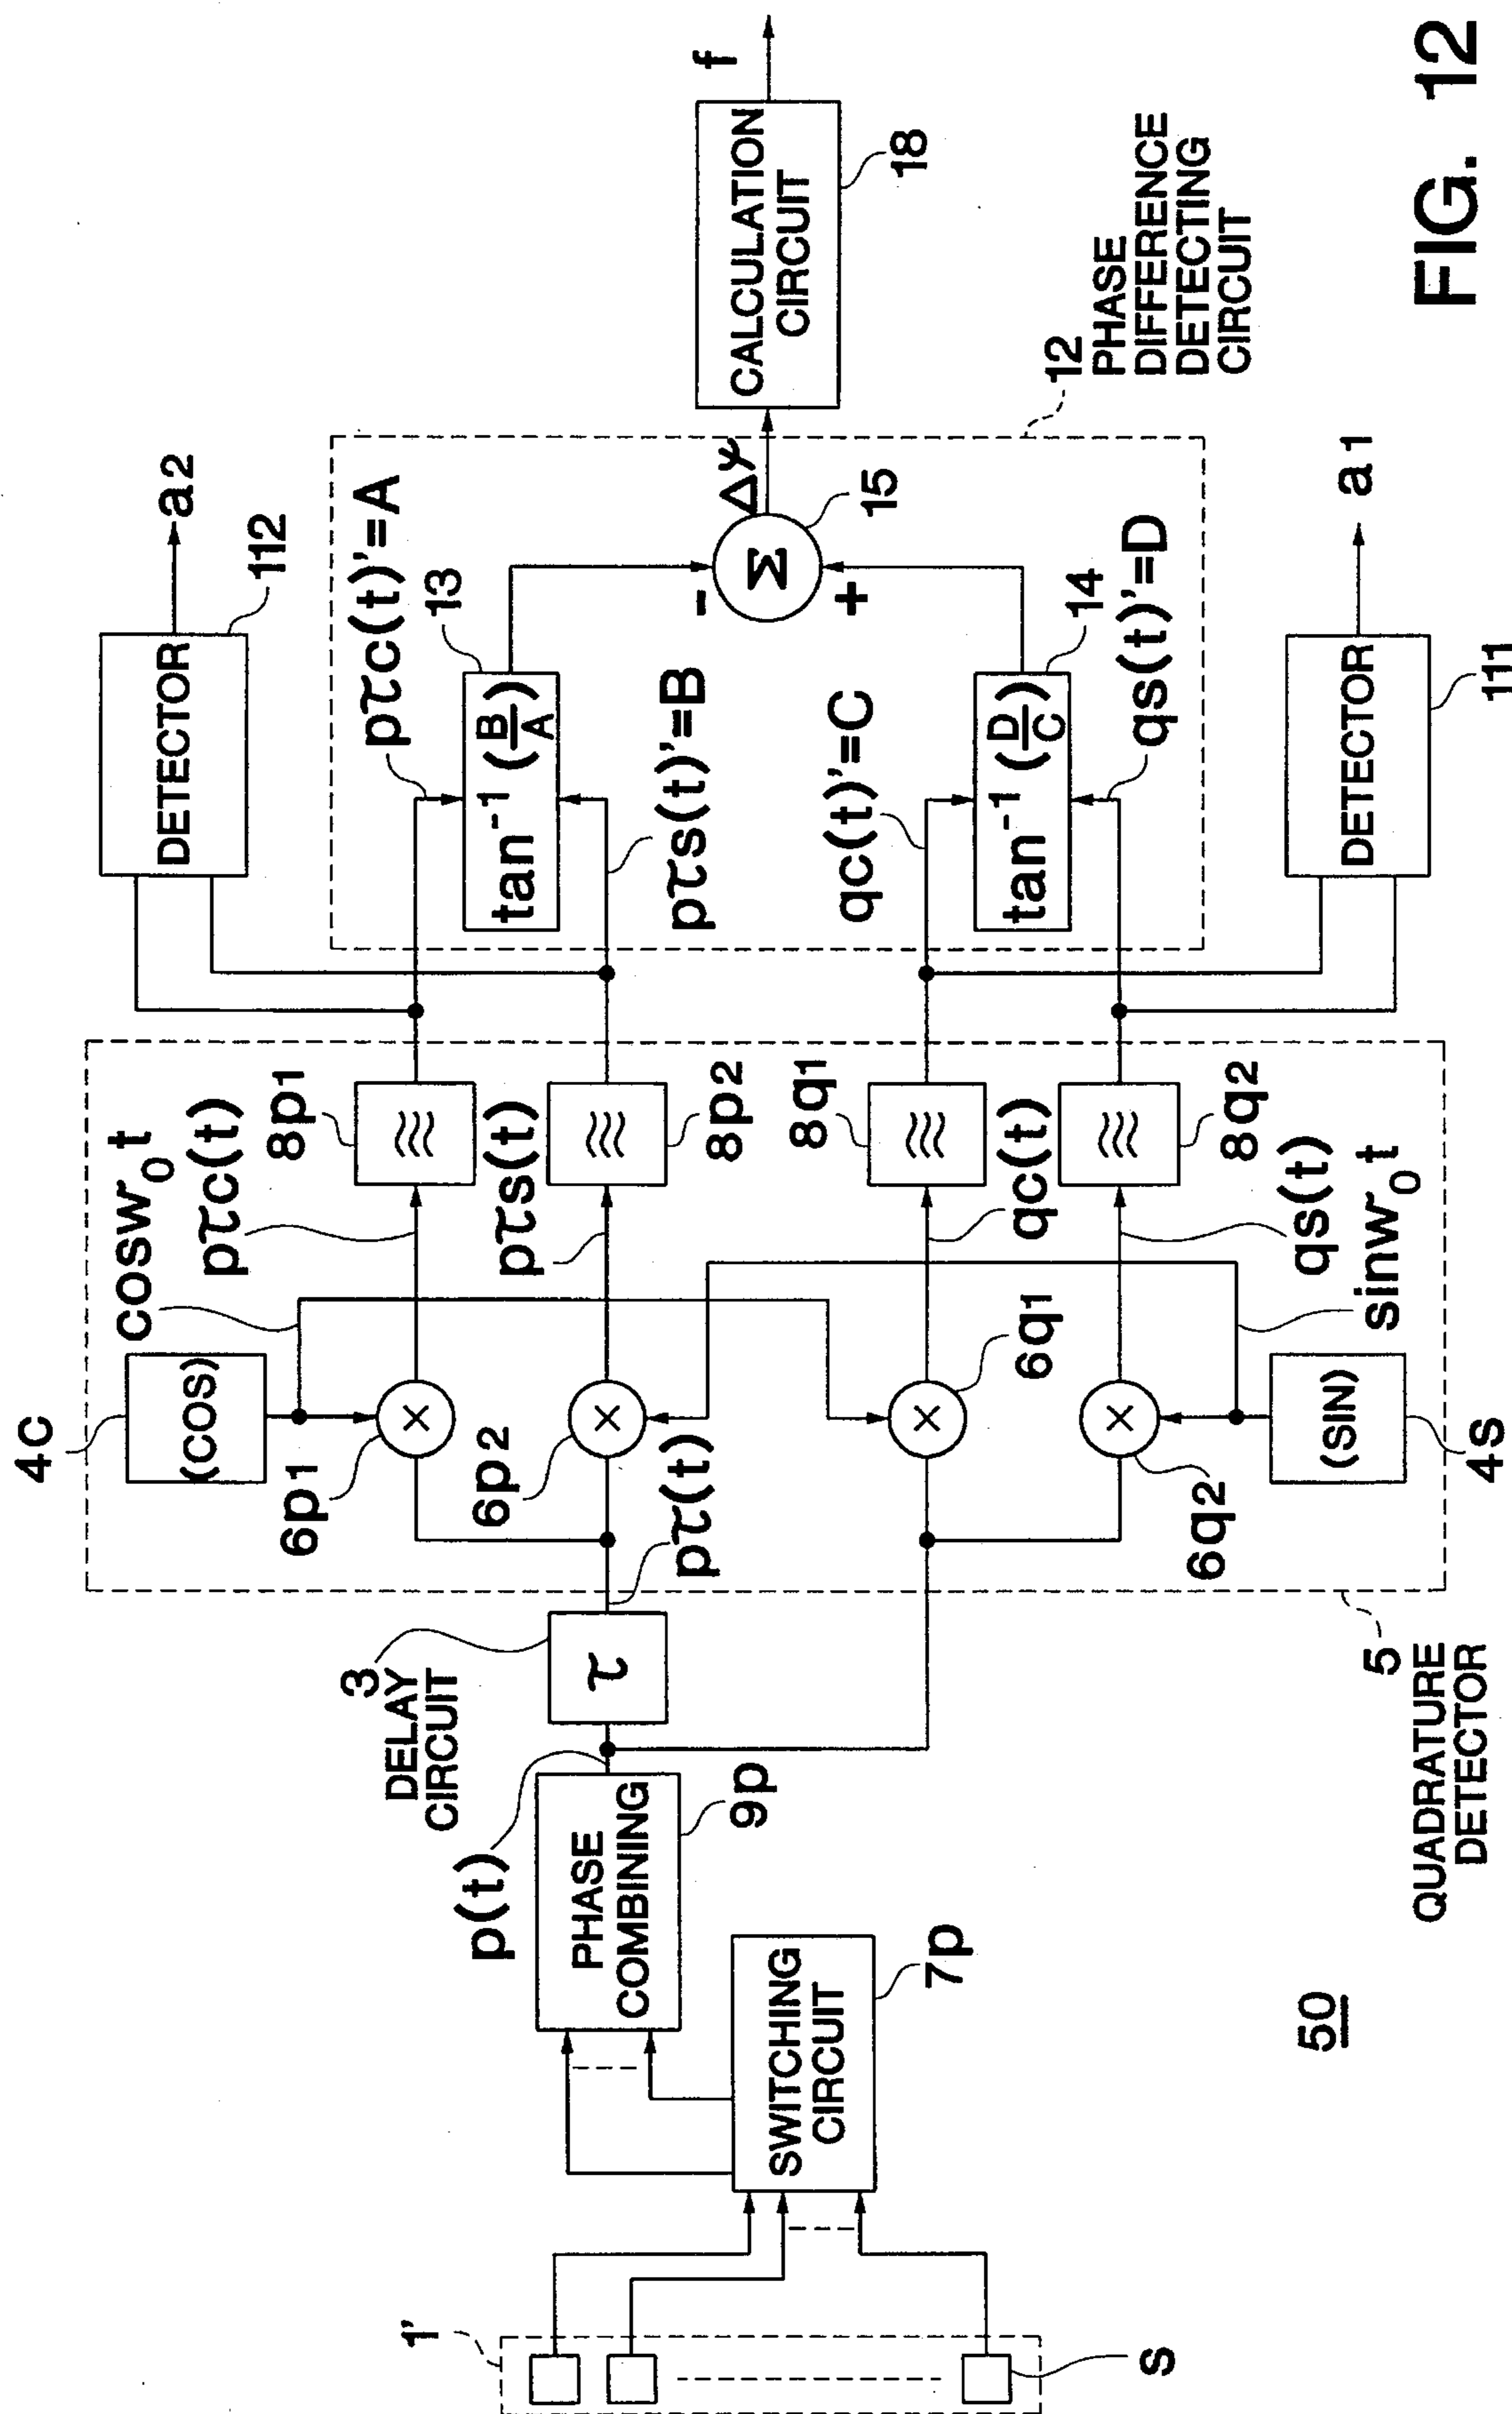 1'
s
SWITCHING
CIRCUIT
7p
PHASE
COMBINING
9p
p(t)
3
DELAY
CIRCUIT
τ
pτ(t)
5
QUADRATURE
DETECTOR
50
4c
(COS)
cosw₀t
6p1
6p2
6q1
6q2
×
×
×
×
(SIN)
4s
sinw₀t
pτc(t)
pτs(t)
qc(t)
qs(t)
8p1
8p2
8q1
8q2
DETECTOR
112
a2
pτc(t)'=A
13
tan⁻¹ (B/A)
pτs(t)'=B
qc(t)'=C
14
tan⁻¹ (D/C)
qs(t)'=D
DETECTOR
111
a1
-
Σ
+
15
Δψ
12
PHASE
DIFFERENCE
DETECTING
CIRCUIT
CALCULATION
CIRCUIT
18
f
FIG. 12